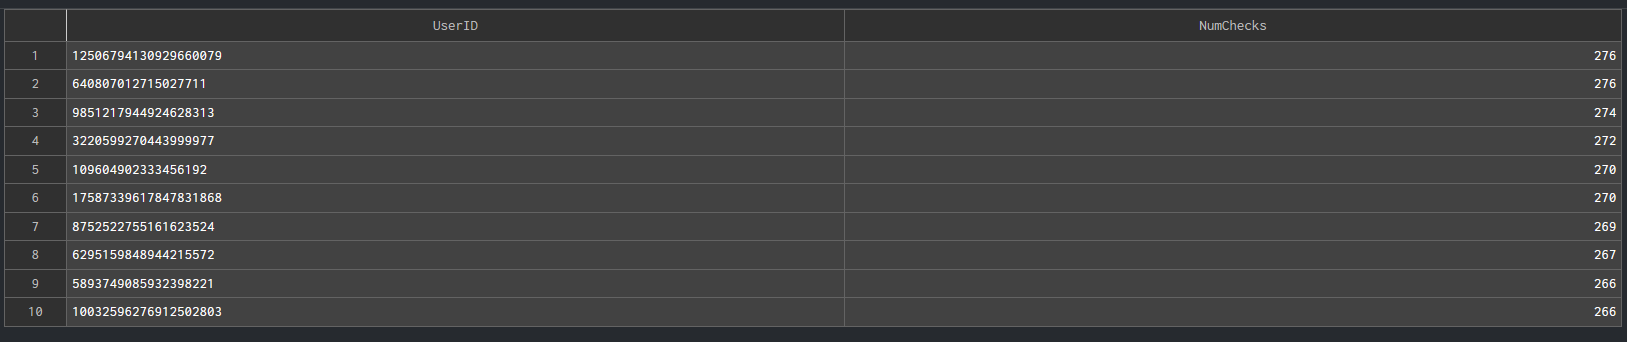 UserID NumChecks
1 12506794130929660079 276
2 640807012715027711 276
3 9851217944924628313 274
4 3220599270443999977 272
5 109604902333456192 270
6 17587339617847831868 270
7 8752522755161623524 269
8 6295159848944215572 267
9 5893749085932398221 266
10 10032596276912502803 266